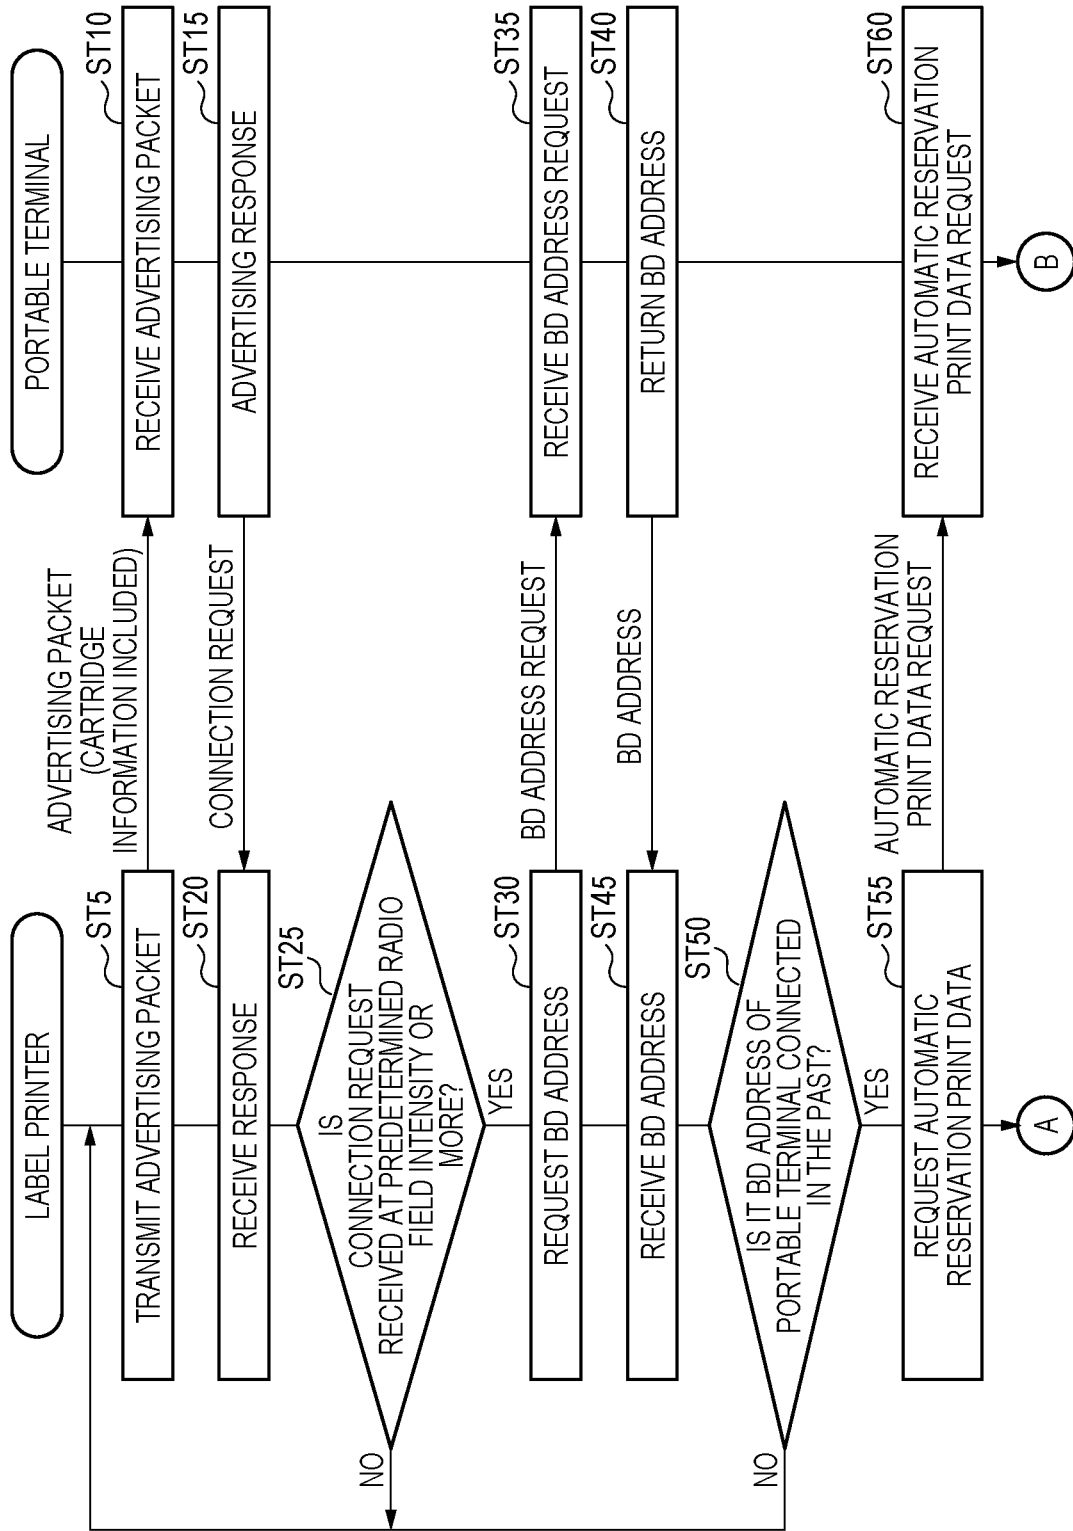 LABEL PRINTER
PORTABLE TERMINAL
ST5
TRANSMIT ADVERTISING PACKET
ADVERTISING PACKET
(CARTRIDGE
INFORMATION INCLUDED)
ST10
RECEIVE ADVERTISING PACKET
ST15
ADVERTISING RESPONSE
CONNECTION REQUEST
ST20
RECEIVE RESPONSE
ST25
IS
CONNECTION REQUEST
RECEIVED AT PREDETERMINED RADIO
FIELD INTENSITY OR
MORE?
NO
YES
ST30
REQUEST BD ADDRESS
BD ADDRESS REQUEST
ST35
RECEIVE BD ADDRESS REQUEST
ST40
RETURN BD ADDRESS
BD ADDRESS
ST45
RECEIVE BD ADDRESS
ST50
IS IT BD ADDRESS OF
PORTABLE TERMINAL CONNECTED
IN THE PAST?
NO
YES
ST55
REQUEST AUTOMATIC
RESERVATION PRINT DATA
AUTOMATIC RESERVATION
PRINT DATA REQUEST
ST60
RECEIVE AUTOMATIC RESERVATION
PRINT DATA REQUEST
A
B